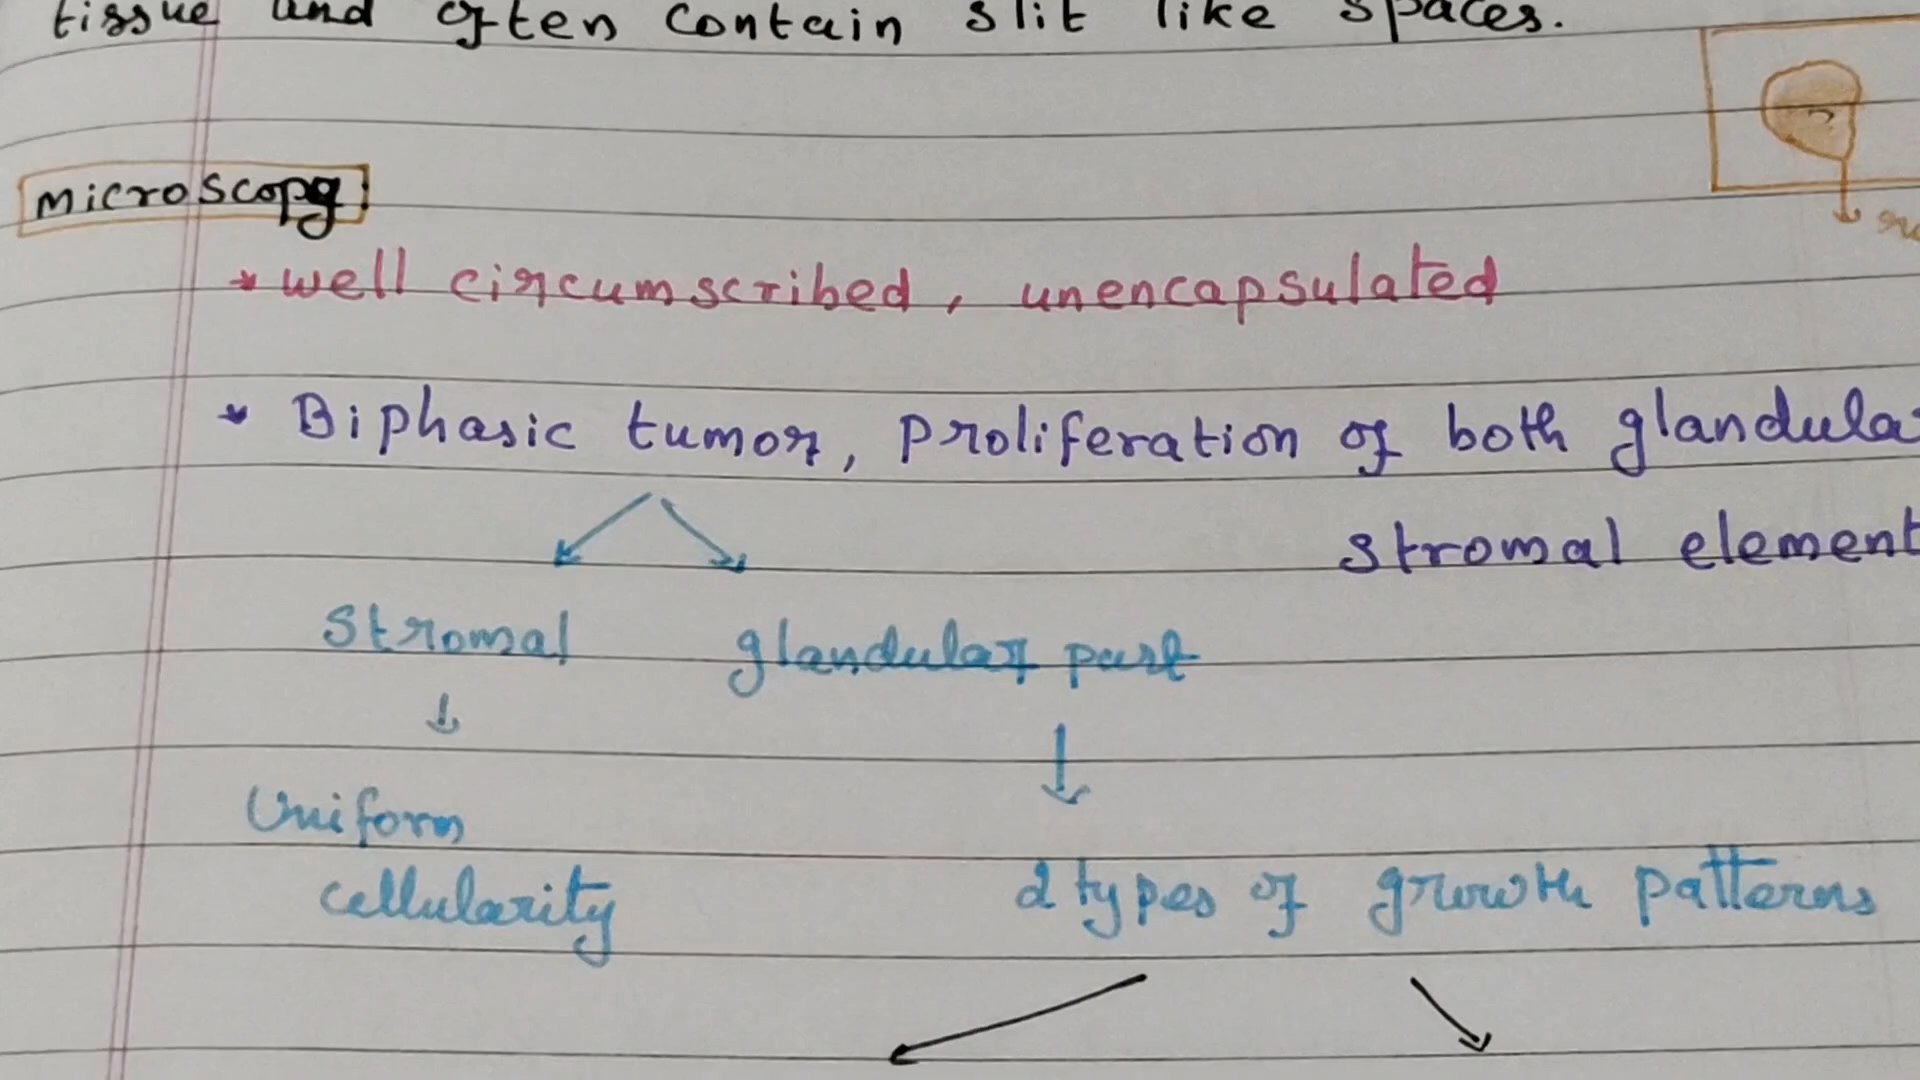 tissue and often contain slit like spaces.
Microscopy:
* well circumscribed, unencapsulated
* Biphasic tumor, proliferation of both glandula
stromal element
Stromal glandular part
Uniform
cellularity
2 types of growth patterns